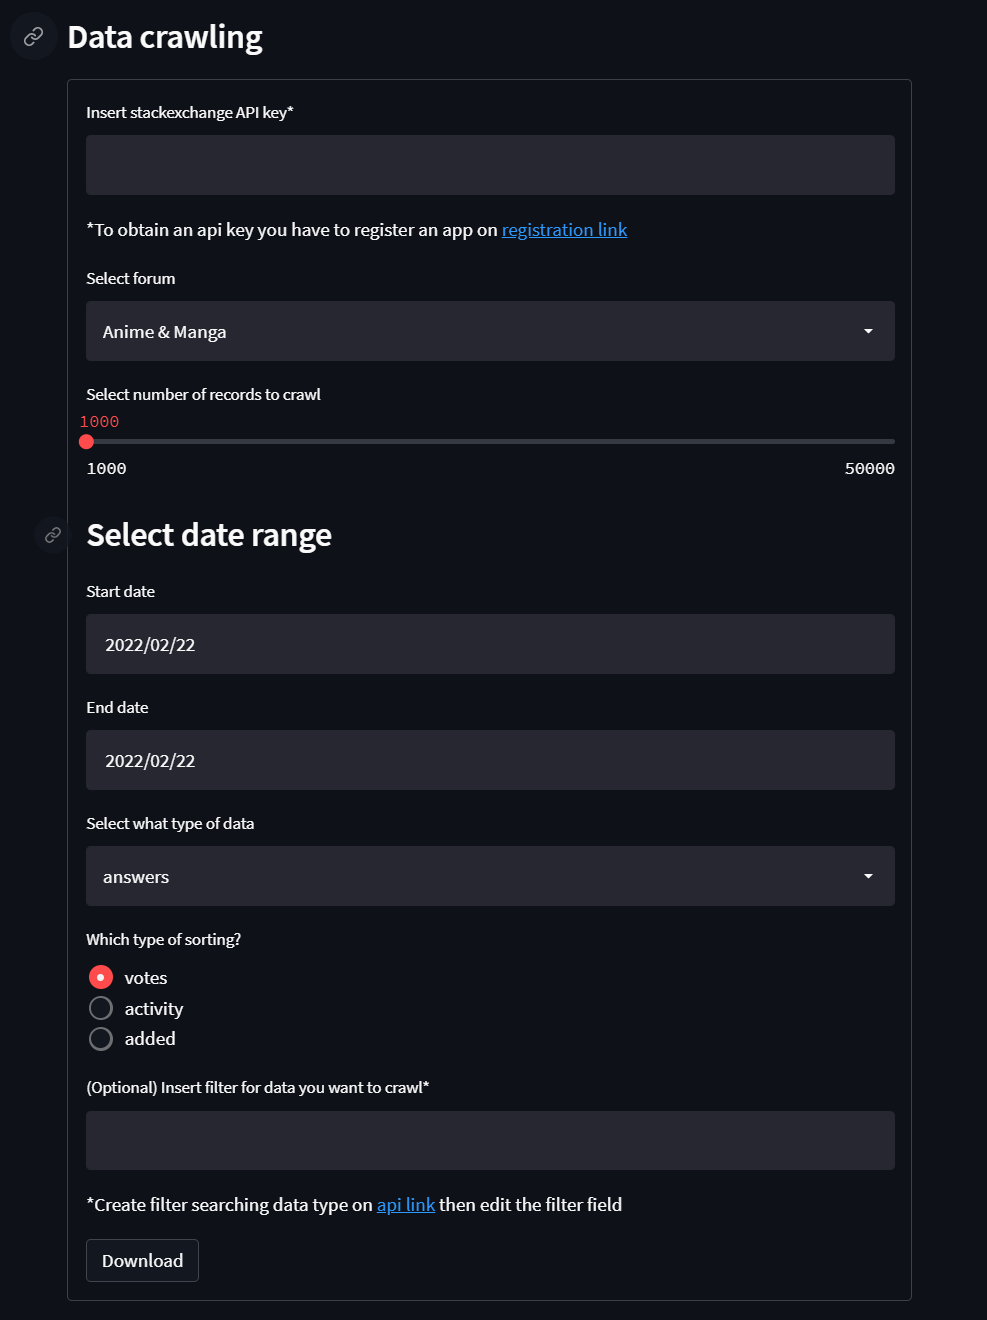 Data crawling
Insert stackexchange API key*
*To obtain an api key you have to register an app on registration link
Select forum
Anime & Manga
Select number of records to crawl
1000
1000 50000
Select date range
Start date
2022/02/22
End date
2022/02/22
Select what type of data
answers
Which type of sorting?
votes
activity
added
(Optional) Insert filter for data you want to crawl*
*Create filter searching data type on api link then edit the filter field
Download